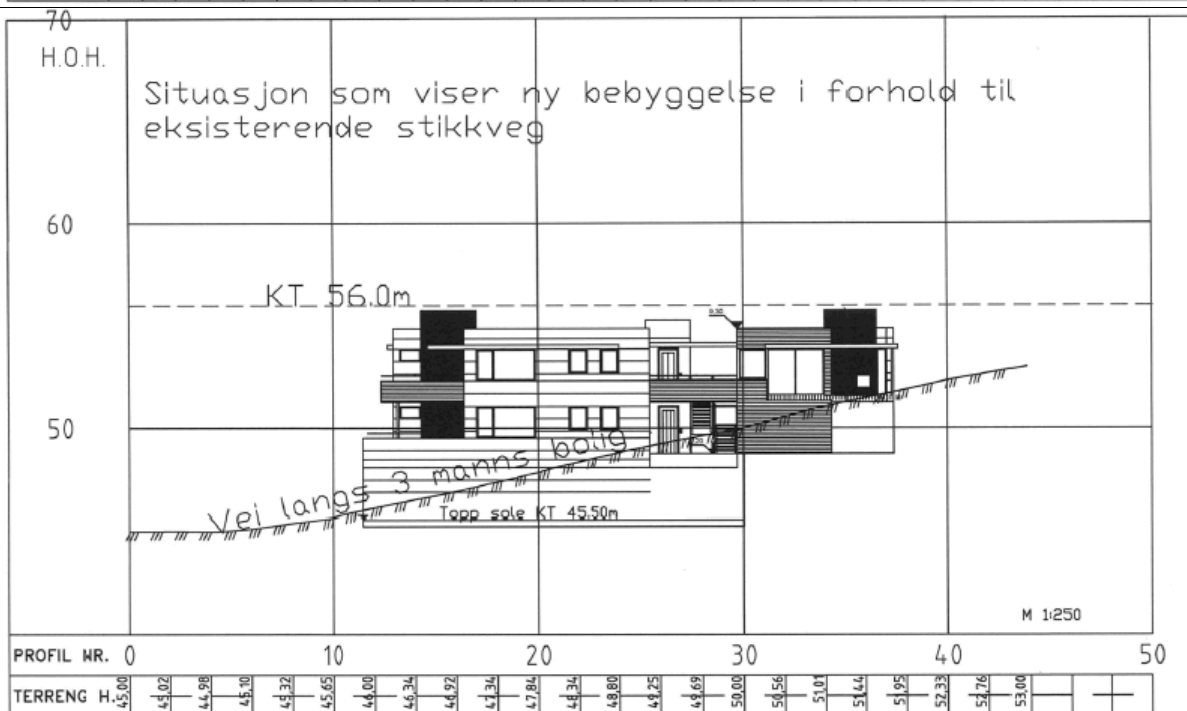 70
H.O.H.
Situasjon som viser ny bebyggelse i forhold til
eksisterende stikkveg
60
KT 56.0m
0.30
50
Vei langs 3 manns bolig
Topp sole KT 45.50m
M 1:250
PROFIL NR. 0 10 20 30 40 50
TERRENG H. 45,00 45,02 44,98 45,10 45,32 45,65 46,00 46,34 46,92 47,34 47,84 48,34 48,80 49,25 49,69 50,00 50,56 51,01 51,44 51,95 52,33 52,76 53,00